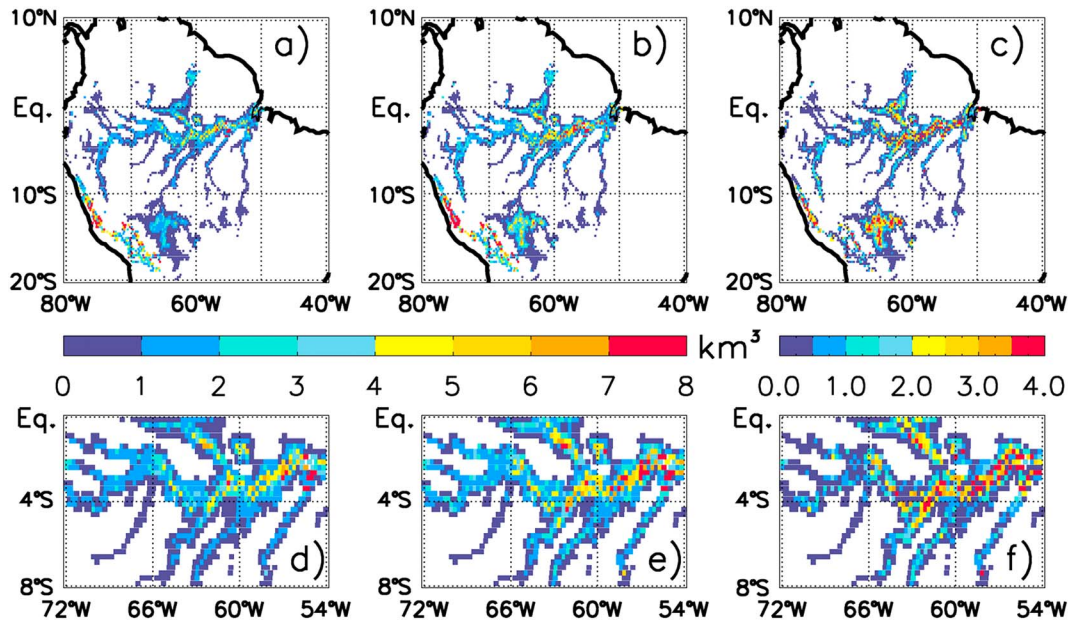 10°N
a)
b)
c)
Eq.
Eq.
Eq.
10°S
10°S
10°S
20°S
20°S
20°S
80°W 60°W 40°W
80°W 60°W 40°W
80°W 60°W 40°W
km³
0 1 2 3 4 5 6 7 8
0.0 1.0 2.0 3.0 4.0
Eq.
Eq.
Eq.
4°S
4°S
4°S
d)
e)
f)
8°S
8°S
8°S
72°W 66°W 60°W 54°W
72°W 66°W 60°W 54°W
72°W 66°W 60°W 54°W
10°N
10°N